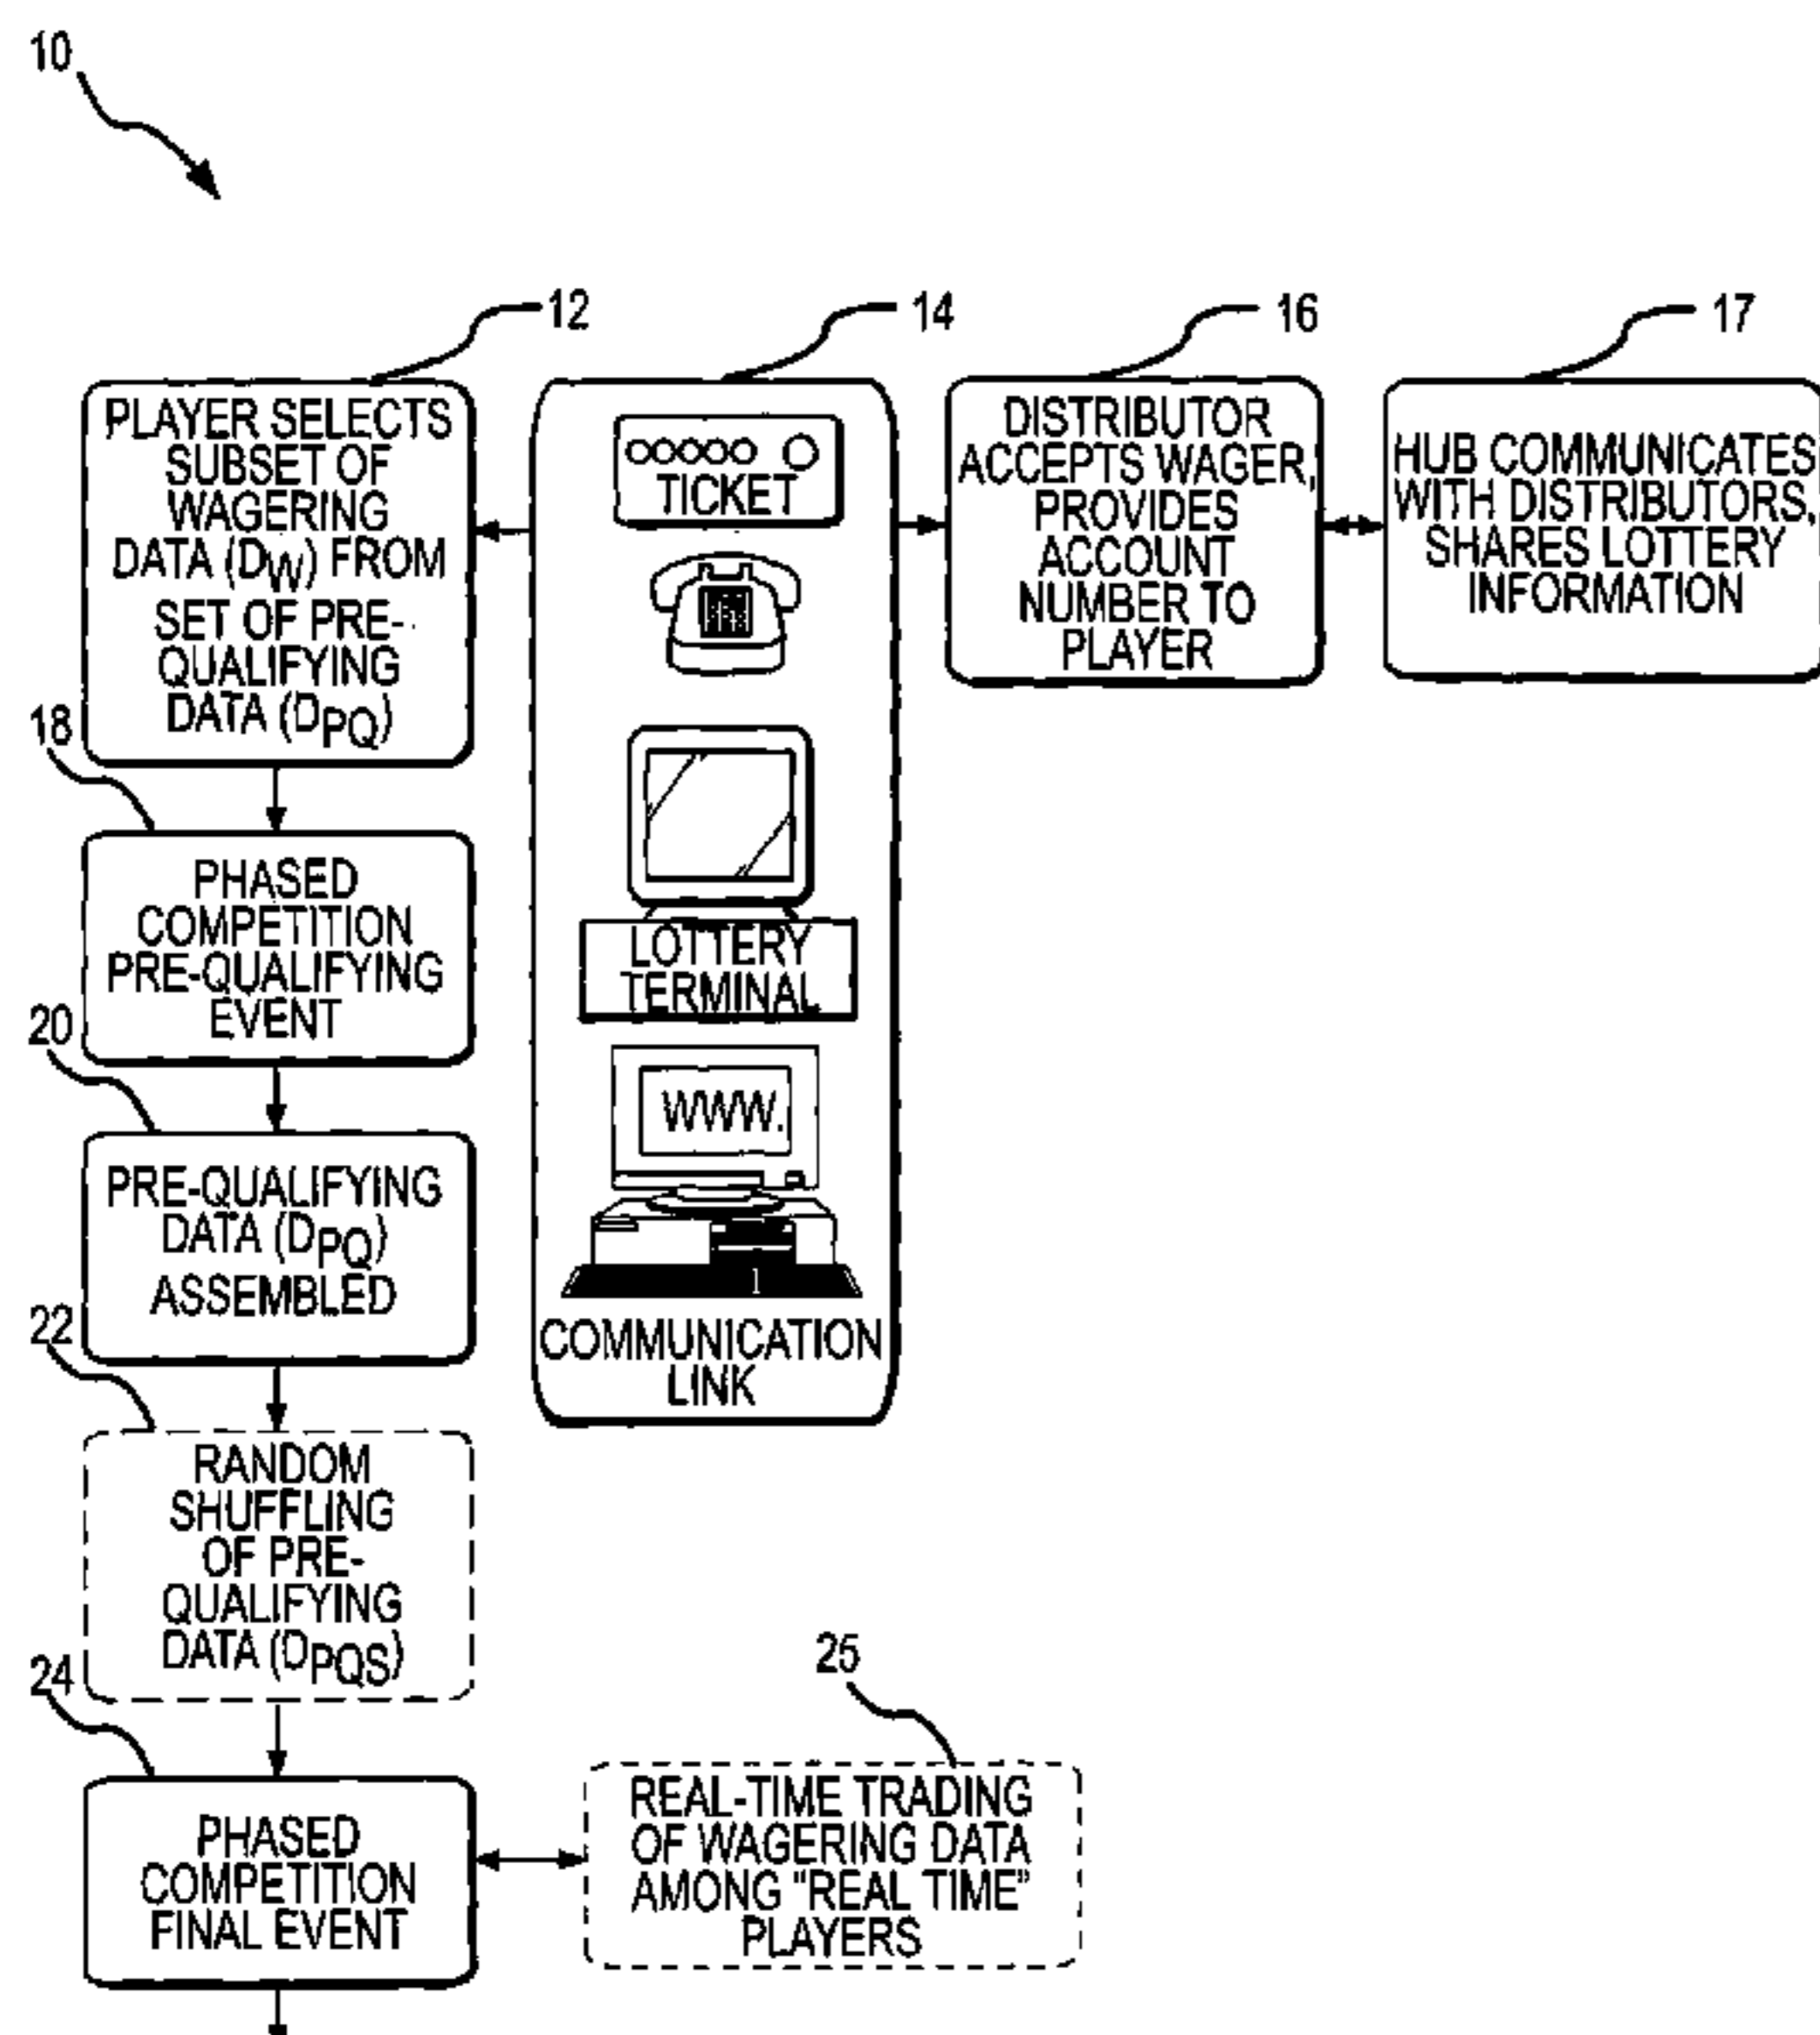 10
12
14
16
17
PLAYER SELECTS
SUBSET OF
WAGERING
DATA (DW) FROM
SET OF PRE-
QUALIFYING
DATA (DPQ)
TICKET
LOTTERY
TERMINAL
WWW.
COMMUNICATION
LINK
DISTRIBUTOR
ACCEPTS WAGER,
PROVIDES
ACCOUNT
NUMBER TO
PLAYER
HUB COMMUNICATES
WITH DISTRIBUTORS,
SHARES LOTTERY
INFORMATION
18
PHASED
COMPETITION
PRE-QUALIFYING
EVENT
20
PRE-QUALIFYING
DATA (DPQ)
ASSEMBLED
22
RANDOM
SHUFFLING
OF PRE-
QUALIFYING
DATA (DPQS)
24
PHASED
COMPETITION
FINAL EVENT
25
REAL-TIME TRADING
OF WAGERING DATA
AMONG "REAL TIME"
PLAYERS